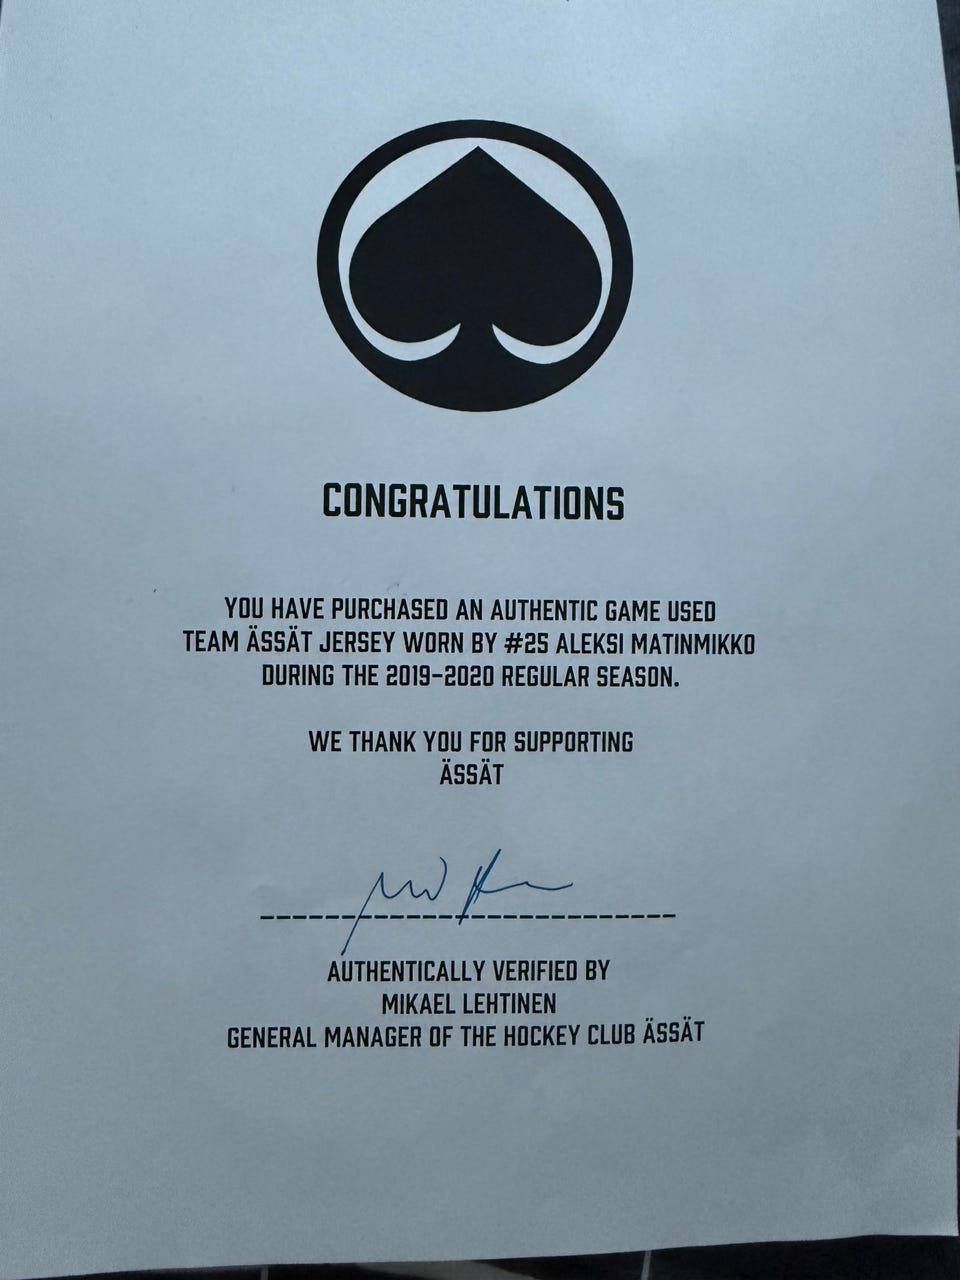 CONGRATULATIONS
YOU HAVE PURCHASED AN AUTHENTIC GAME USED
TEAM ÄSSÄT JERSEY WORN BY #25 ALEKSI MATINMIKKO
DURING THE 2019-2020 REGULAR SEASON.
WE THANK YOU FOR SUPPORTING
ÄSSÄT
AUTHENTICALLY VERIFIED BY
MIKAEL LEHTINEN
GENERAL MANAGER OF THE HOCKEY CLUB ÄSSÄT